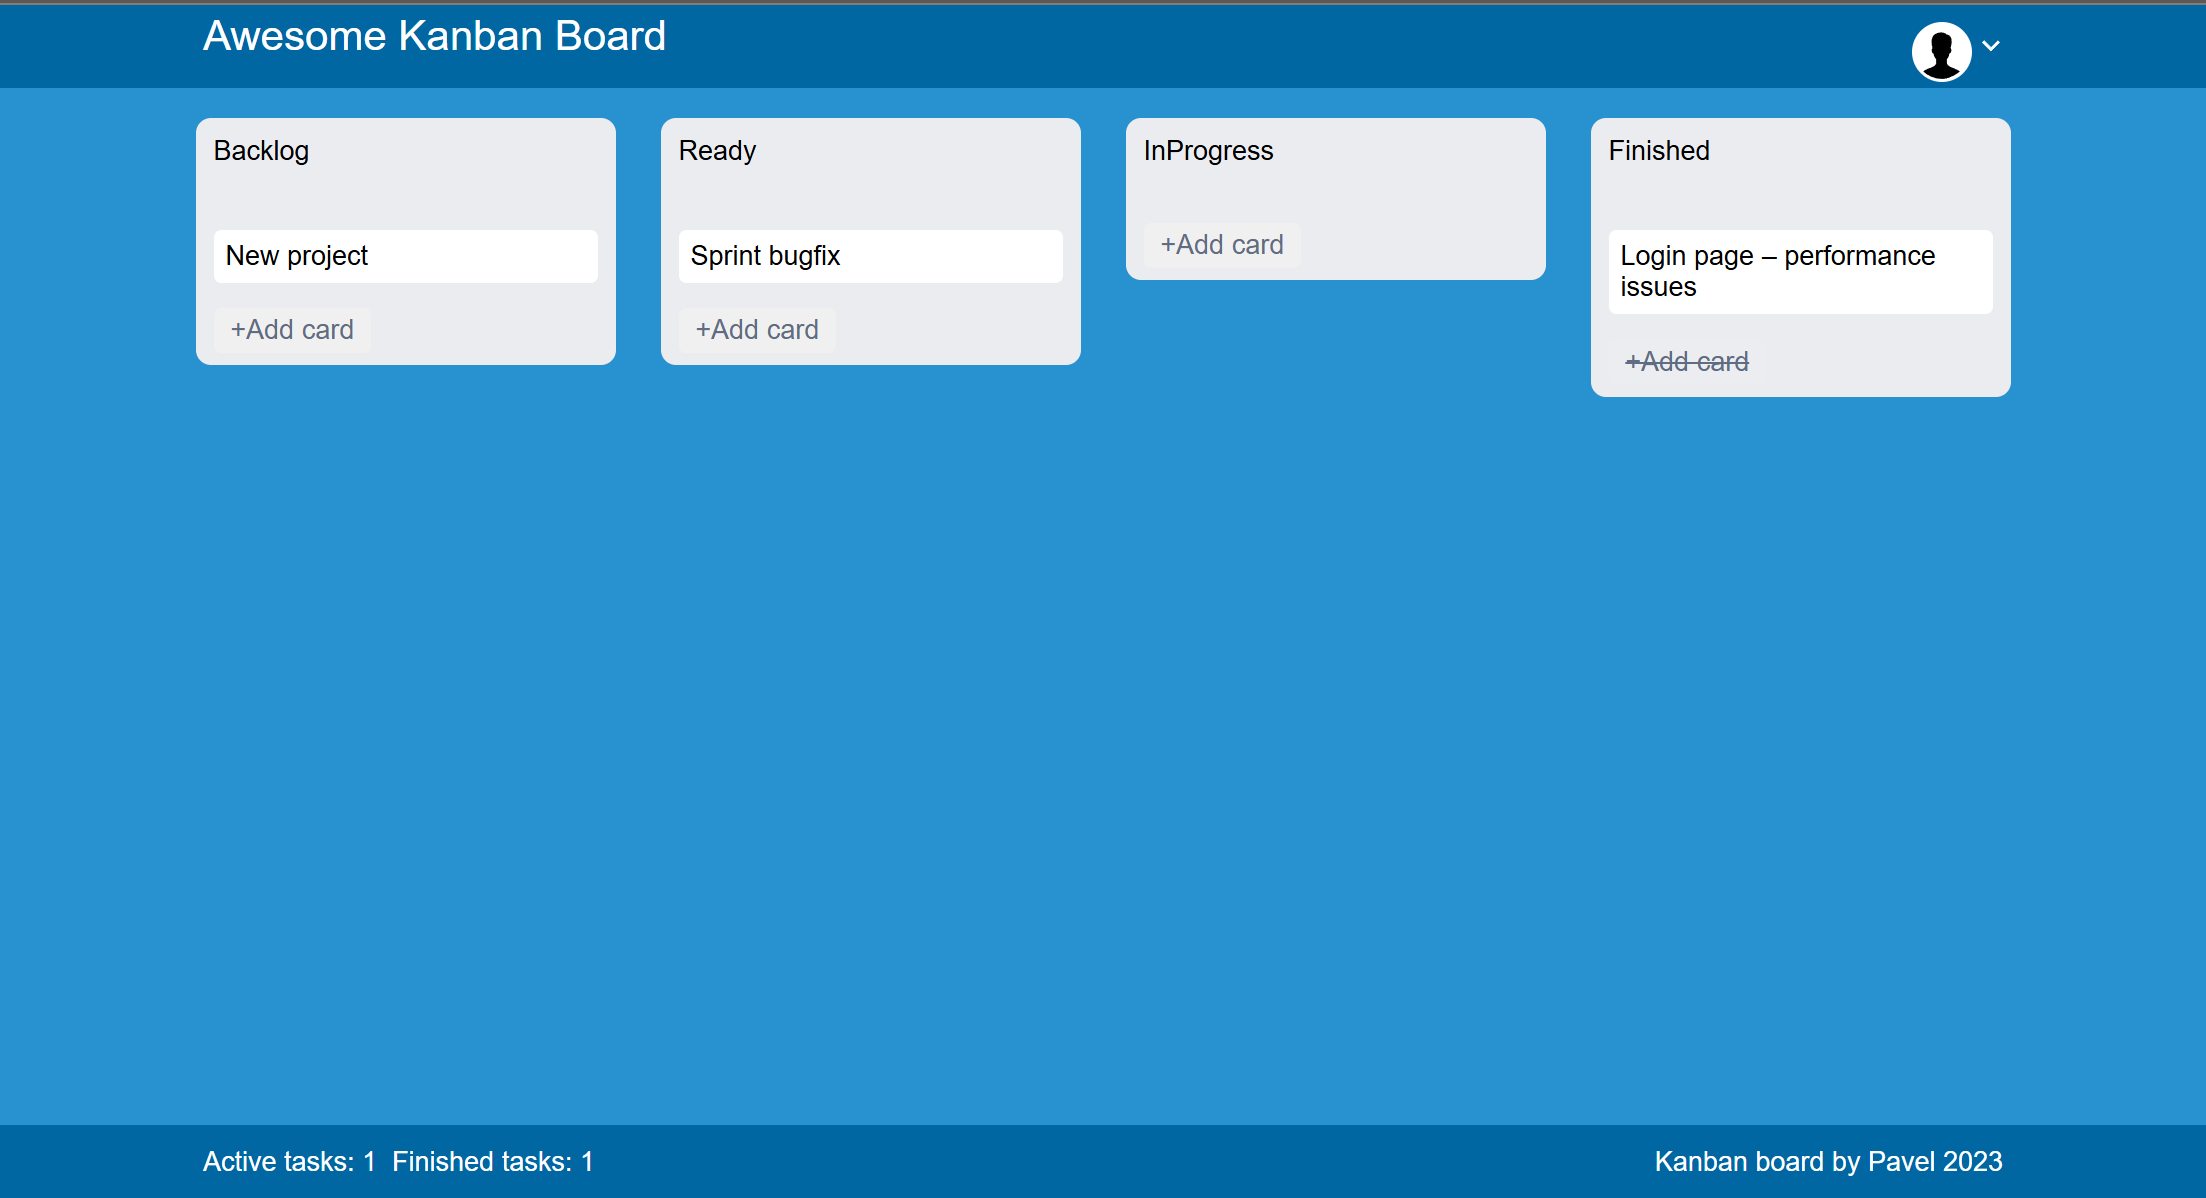 Awesome Kanban Board
Backlog
New project
+Add card
Ready
Sprint bugfix
+Add card
InProgress
+Add card
Finished
Login page – performance
issues
+Add card
Active tasks: 1 Finished tasks: 1
Kanban board by Pavel 2023